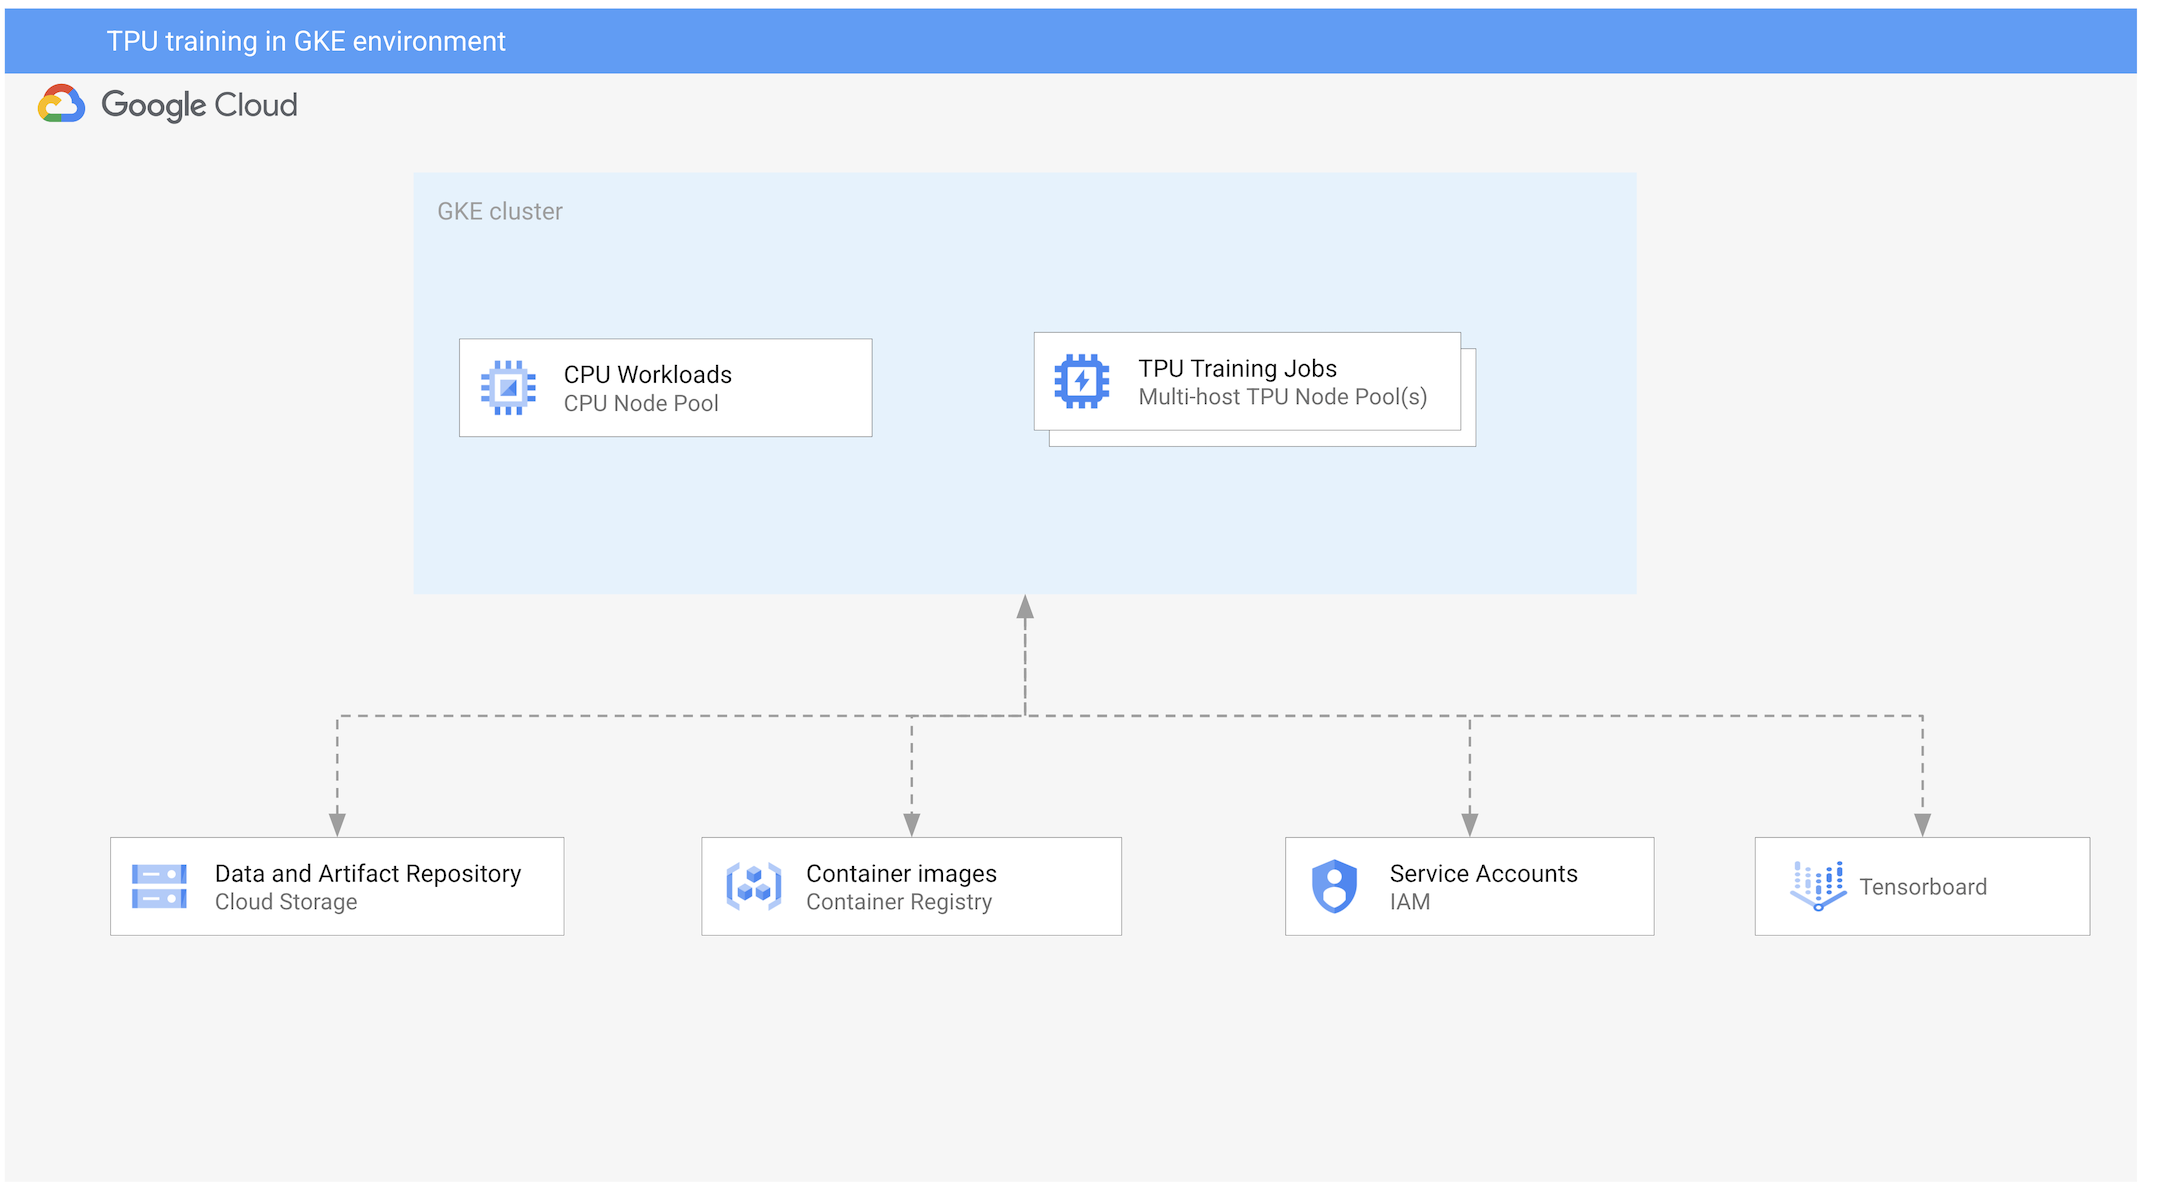 TPU training in GKE environment
Google Cloud
GKE cluster
CPU Workloads
CPU Node Pool
TPU Training Jobs
Multi-host TPU Node Pool(s)
Data and Artifact Repository
Cloud Storage
Container images
Container Registry
Service Accounts
IAM
Tensorboard